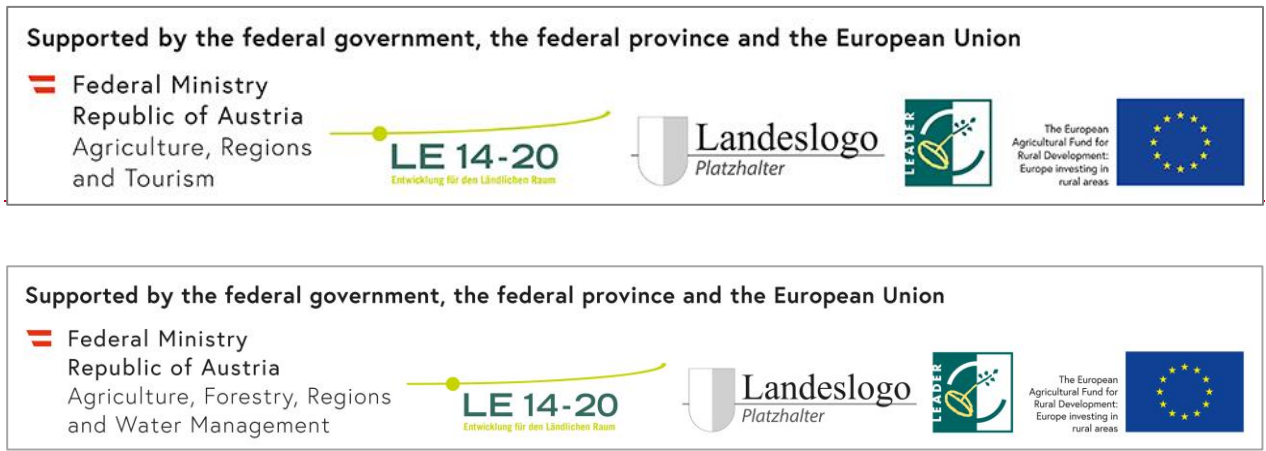 Supported by the federal government, the federal province and the European Union
Federal Ministry
Republic of Austria
Agriculture, Regions
and Tourism
LE 14-20
Entwicklung für den Ländlichen Raum
Landeslogo
Platzhalter
LEADER
The European
Agricultural Fund for
Rural Development:
Europe investing in
rural areas
Supported by the federal government, the federal province and the European Union
Federal Ministry
Republic of Austria
Agriculture, Forestry, Regions
and Water Management
LE 14-20
Entwicklung für den Ländlichen Raum
Landeslogo
Platzhalter
LEADER
The European
Agricultural Fund for
Rural Development:
Europe investing in
rural areas